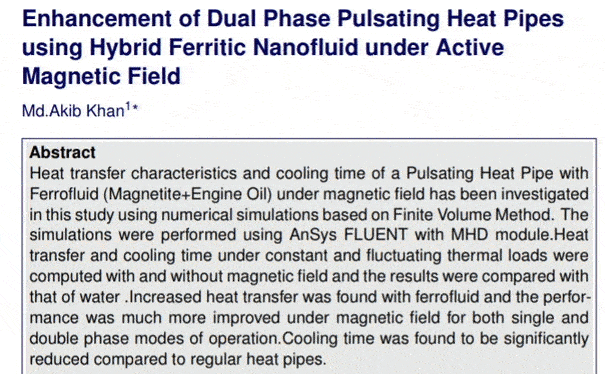 Enhancement of Dual Phase Pulsating Heat Pipes
using Hybrid Ferritic Nanofluid under Active
Magnetic Field
Md.Akib Khan1*
Abstract
Heat transfer characteristics and cooling time of a Pulsating Heat Pipe with
Ferrofluid (Magnetite+Engine Oil) under magnetic field has been investigated
in this study using numerical simulations based on Finite Volume Method. The
simulations were performed using AnSys FLUENT with MHD module.Heat
transfer and cooling time under constant and fluctuating thermal loads were
computed with and without magnetic field and the results were compared with
that of water .Increased heat transfer was found with ferrofluid and the perfor-
mance was much more improved under magnetic field for both single and
double phase modes of operation.Cooling time was found to be significantly
reduced compared to regular heat pipes.